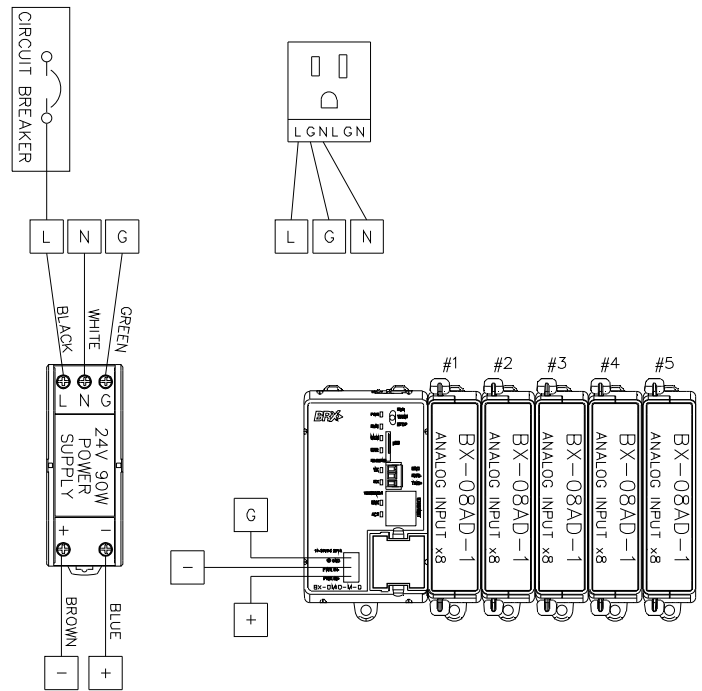 CIRCUIT BREAKER
L G N L G N
L N G
L G N
BLACK
WHITE
GREEN
L N G
24V 90W
POWER
SUPPLY
+ −
BROWN
BLUE
− +
#1 #2 #3 #4 #5
BRX
RUN
STOP
BX-08AD-1
ANALOG INPUT x8
BX-08AD-1
ANALOG INPUT x8
BX-08AD-1
ANALOG INPUT x8
BX-08AD-1
ANALOG INPUT x8
BX-08AD-1
ANALOG INPUT x8
G
−
+